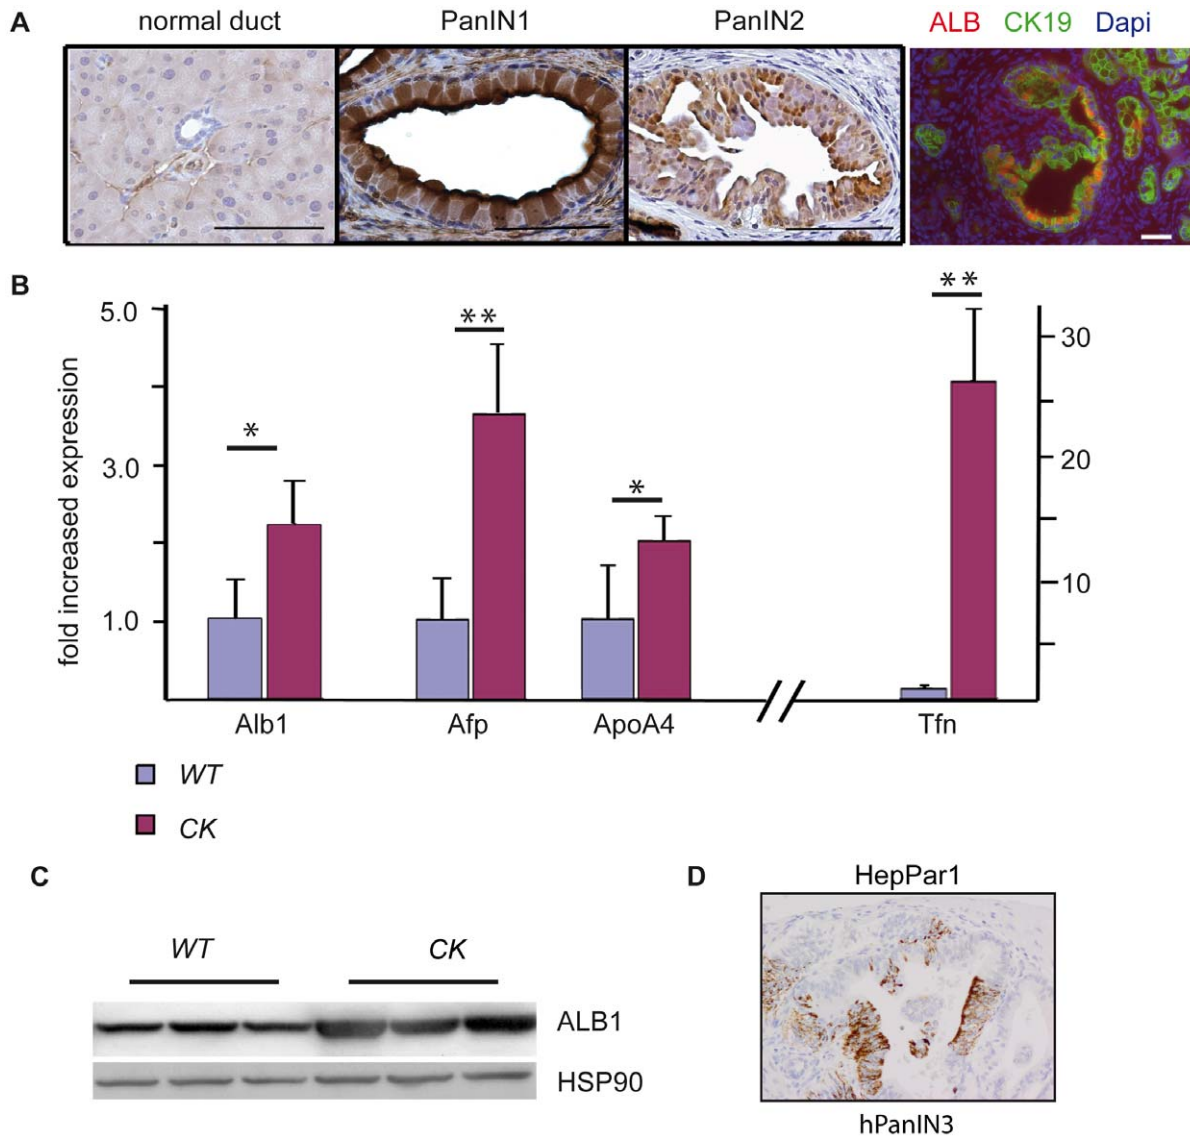 A
normal duct
PanIN1
PanIN2
ALB CK19 Dapi
B
fold increased expression
5.0
3.0
1.0
*
**
*
**
30
20
10
Alb1
Afp
ApoA4
Tfn
WT
CK
C
WT
CK
ALB1
HSP90
D
HepPar1
hPanIN3